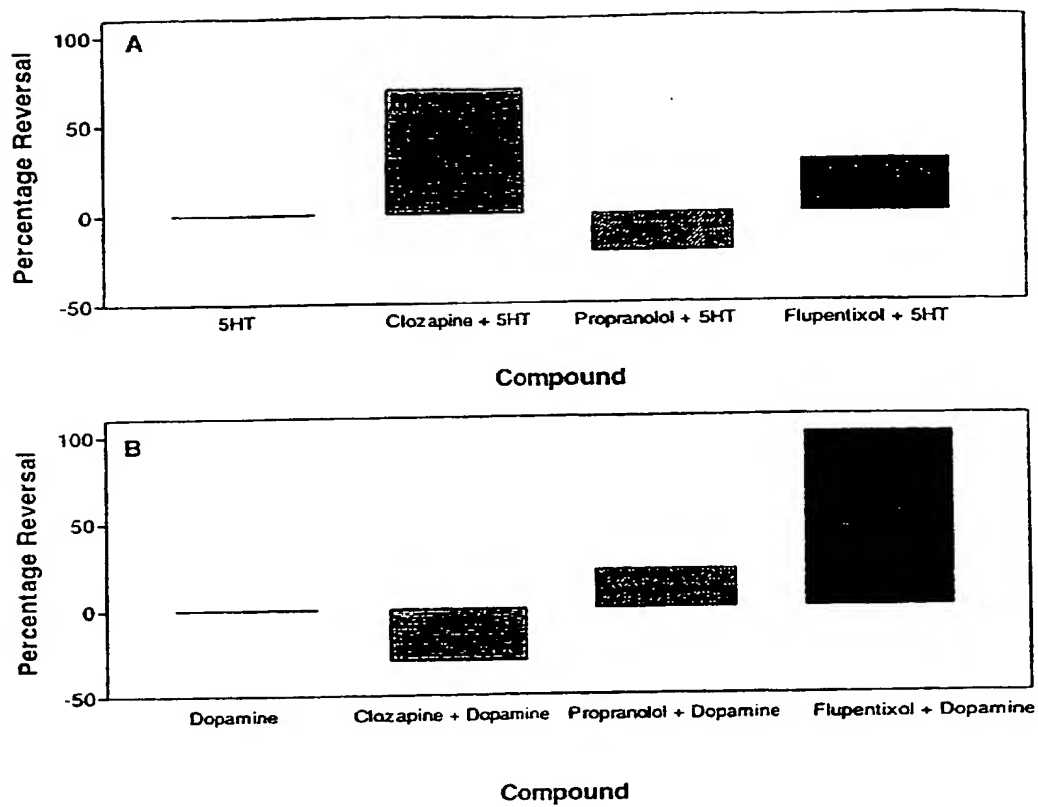 A
Percentage Reversal
100
50
0
-50
5HT
Clozapine + 5HT
Propranolol + 5HT
Flupentixol + 5HT
Compound
B
Percentage Reversal
100
50
0
-50
Dopamine
Clozapine + Dopamine
Propranolol + Dopamine
Flupentixol + Dopamine
Compound